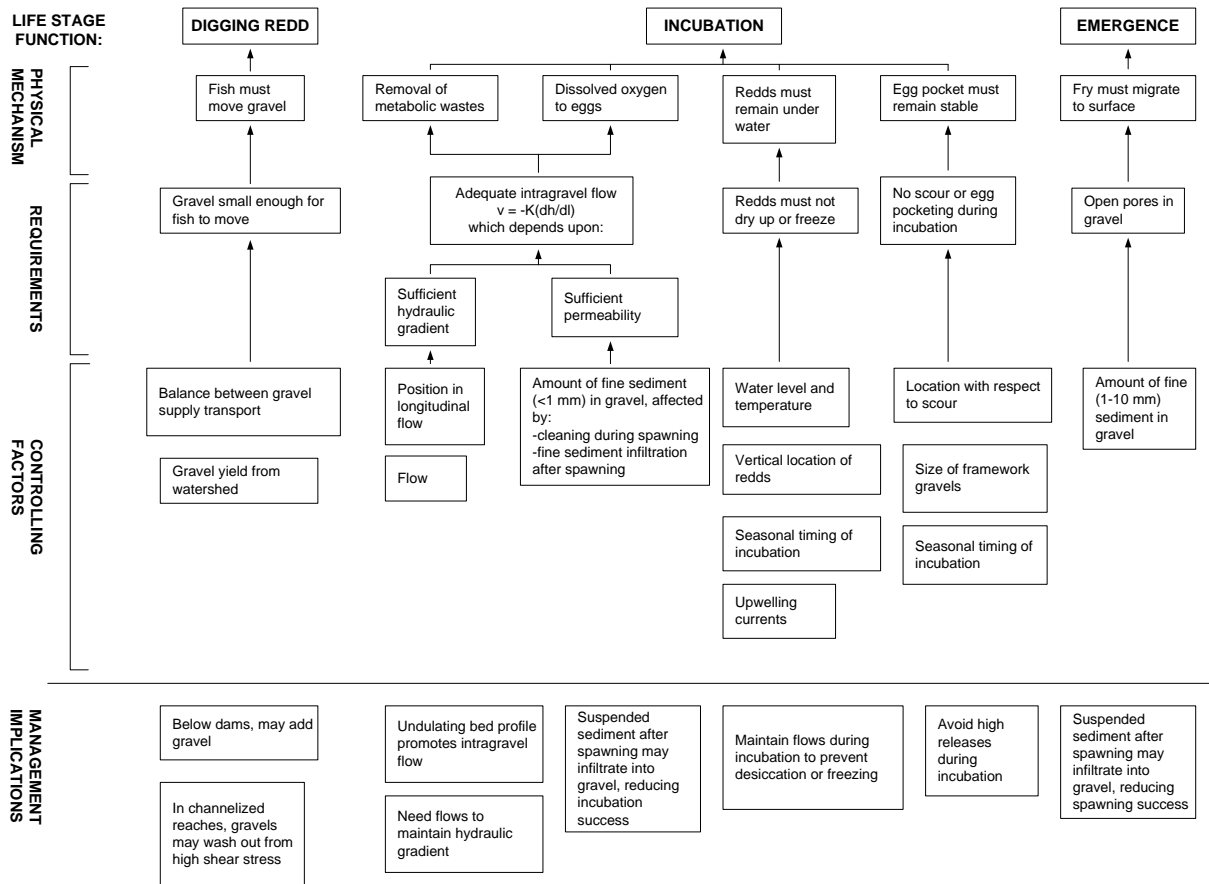 LIFE STAGE
FUNCTION:
DIGGING REDD
INCUBATION
EMERGENCE
PHYSICAL
MECHANISM
Fish must
move gravel
Removal of
metabolic wastes
Dissolved oxygen
to eggs
Redds must
remain under
water
Egg pocket must
remain stable
Fry must migrate
to surface
REQUIREMENTS
Gravel small enough for
fish to move
Adequate intragravel flow
v = -K(dh/dl)
which depends upon:
Redds must not
dry up or freeze
No scour or egg
pocketing during
incubation
Open pores in
gravel
Sufficient
hydraulic
gradient
Sufficient
permeability
CONTROLLING
FACTORS
Balance between gravel
supply transport
Gravel yield from
watershed
Position in
longitudinal
flow
Flow
Amount of fine sediment
(<1 mm) in gravel, affected
by:
-cleaning during spawning
-fine sediment infiltration
after spawning
Water level and
temperature
Vertical location of
redds
Seasonal timing of
incubation
Upwelling
currents
Location with respect
to scour
Size of framework
gravels
Seasonal timing of
incubation
Amount of fine
(1-10 mm)
sediment in
gravel
MANAGEMENT
IMPLICATIONS
Below dams, may add
gravel
In channelized
reaches, gravels
may wash out from
high shear stress
Undulating bed profile
promotes intragravel
flow
Need flows to
maintain hydraulic
gradient
Suspended
sediment after
spawning may
infiltrate into
gravel, reducing
incubation
success
Maintain flows during
incubation to prevent
desiccation or freezing
Avoid high
releases
during
incubation
Suspended
sediment after
spawning may
infiltrate into
gravel, reducing
spawning success